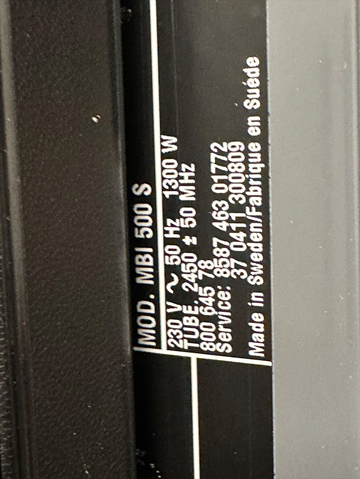 MOD. MBI 500 S
230 V ~ 50 Hz 1300 W
TUBE. 2450 ± 50 MHz
800 645 78
Service: 8587 463 01772
37 0411 300809
Made in Sweden/Fabrique en Suéde